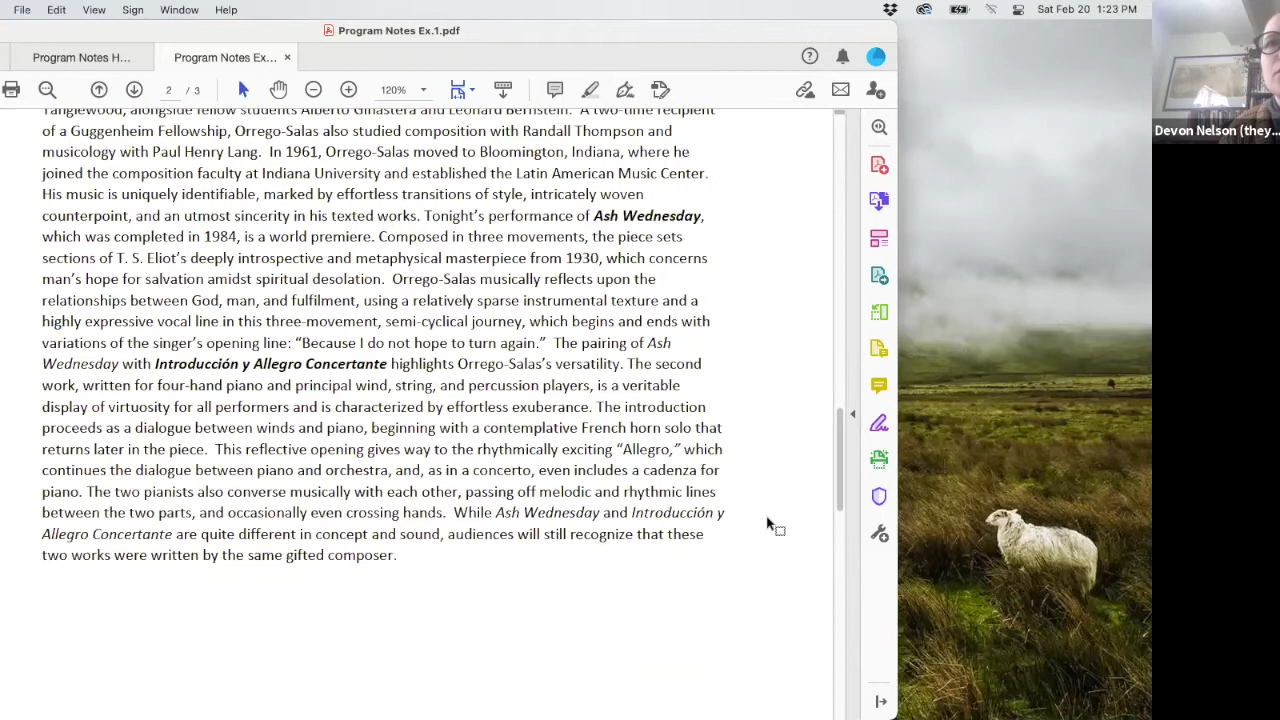 File Edit View Sign Window Help
Sat Feb 20 1:23 PM
Program Notes Ex.1.pdf
Program Notes H...
Program Notes Ex... ×
2 / 3
120%
Tanglewood, alongside fellow students Alberto Ginastera and Leonard Bernstein. A two-time recipient
of a Guggenheim Fellowship, Orrego-Salas also studied composition with Randall Thompson and
musicology with Paul Henry Lang. In 1961, Orrego-Salas moved to Bloomington, Indiana, where he
joined the composition faculty at Indiana University and established the Latin American Music Center.
His music is uniquely identifiable, marked by effortless transitions of style, intricately woven
counterpoint, and an utmost sincerity in his texted works. Tonight’s performance of Ash Wednesday,
which was completed in 1984, is a world premiere. Composed in three movements, the piece sets
sections of T. S. Eliot’s deeply introspective and metaphysical masterpiece from 1930, which concerns
man’s hope for salvation amidst spiritual desolation. Orrego-Salas musically reflects upon the
relationships between God, man, and fulfilment, using a relatively sparse instrumental texture and a
highly expressive vocal line in this three-movement, semi-cyclical journey, which begins and ends with
variations of the singer’s opening line: “Because I do not hope to turn again.” The pairing of Ash
Wednesday with Introducción y Allegro Concertante highlights Orrego-Salas’s versatility. The second
work, written for four-hand piano and principal wind, string, and percussion players, is a veritable
display of virtuosity for all performers and is characterized by effortless exuberance. The introduction
proceeds as a dialogue between winds and piano, beginning with a contemplative French horn solo that
returns later in the piece. This reflective opening gives way to the rhythmically exciting “Allegro,” which
continues the dialogue between piano and orchestra, and, as in a concerto, even includes a cadenza for
piano. The two pianists also converse musically with each other, passing off melodic and rhythmic lines
between the two parts, and occasionally even crossing hands. While Ash Wednesday and Introducción y
Allegro Concertante are quite different in concept and sound, audiences will still recognize that these
two works were written by the same gifted composer.
Devon Nelson (they...